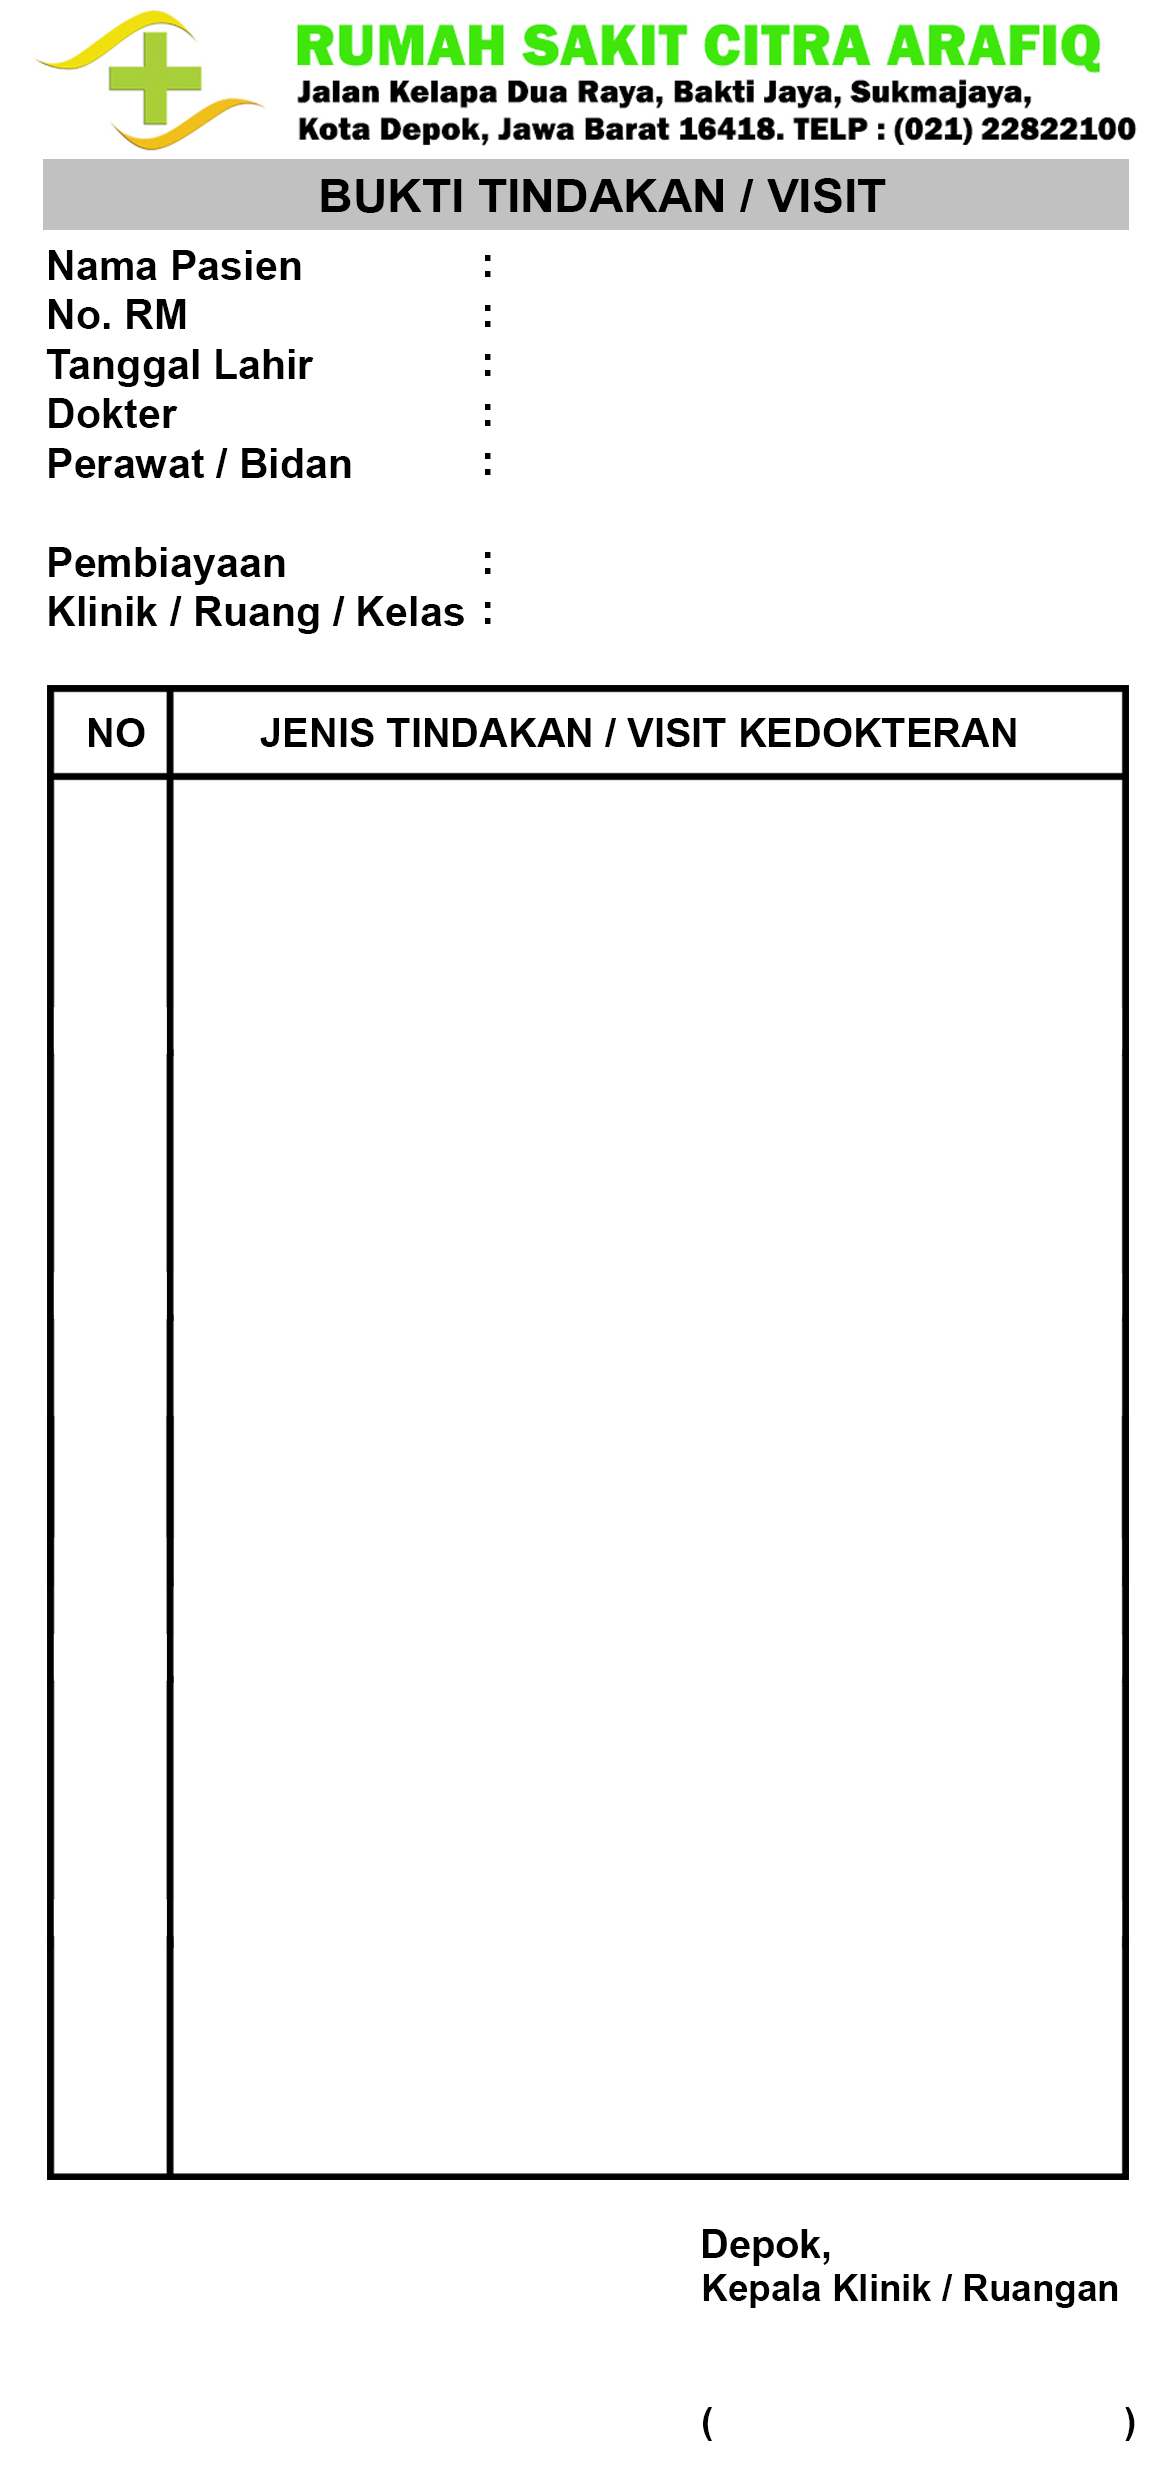 RUMAH SAKIT CITRA ARAFIQ
Jalan Kelapa Dua Raya, Bakti Jaya, Sukmajaya,
Kota Depok, Jawa Barat 16418. TELP : (021) 22822100
BUKTI TINDAKAN / VISIT
Nama Pasien :
No. RM :
Tanggal Lahir :
Dokter :
Perawat / Bidan :
Pembiayaan :
Klinik / Ruang / Kelas :
NO JENIS TINDAKAN / VISIT KEDOKTERAN
Depok,
Kepala Klinik / Ruangan
( )